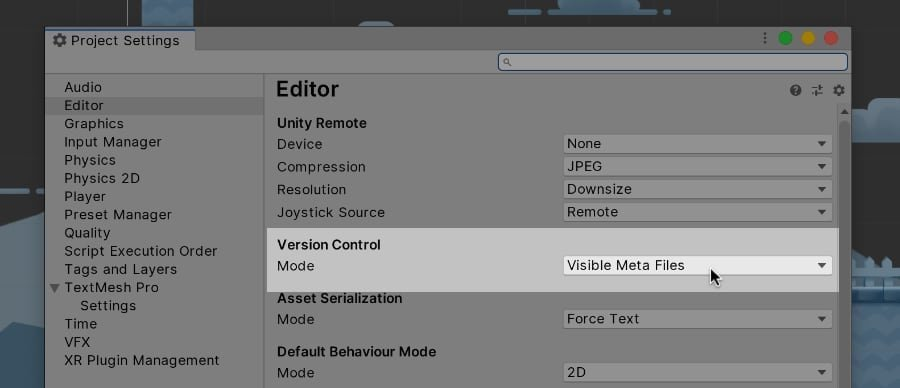 Project Settings
Audio
Editor
Graphics
Input Manager
Physics
Physics 2D
Player
Preset Manager
Quality
Script Execution Order
Tags and Layers
TextMesh Pro
Settings
Time
VFX
XR Plugin Management
Editor
Unity Remote
Device None
Compression JPEG
Resolution Downsize
Joystick Source Remote
Version Control
Mode Visible Meta Files
Asset Serialization
Mode Force Text
Default Behaviour Mode
Mode 2D